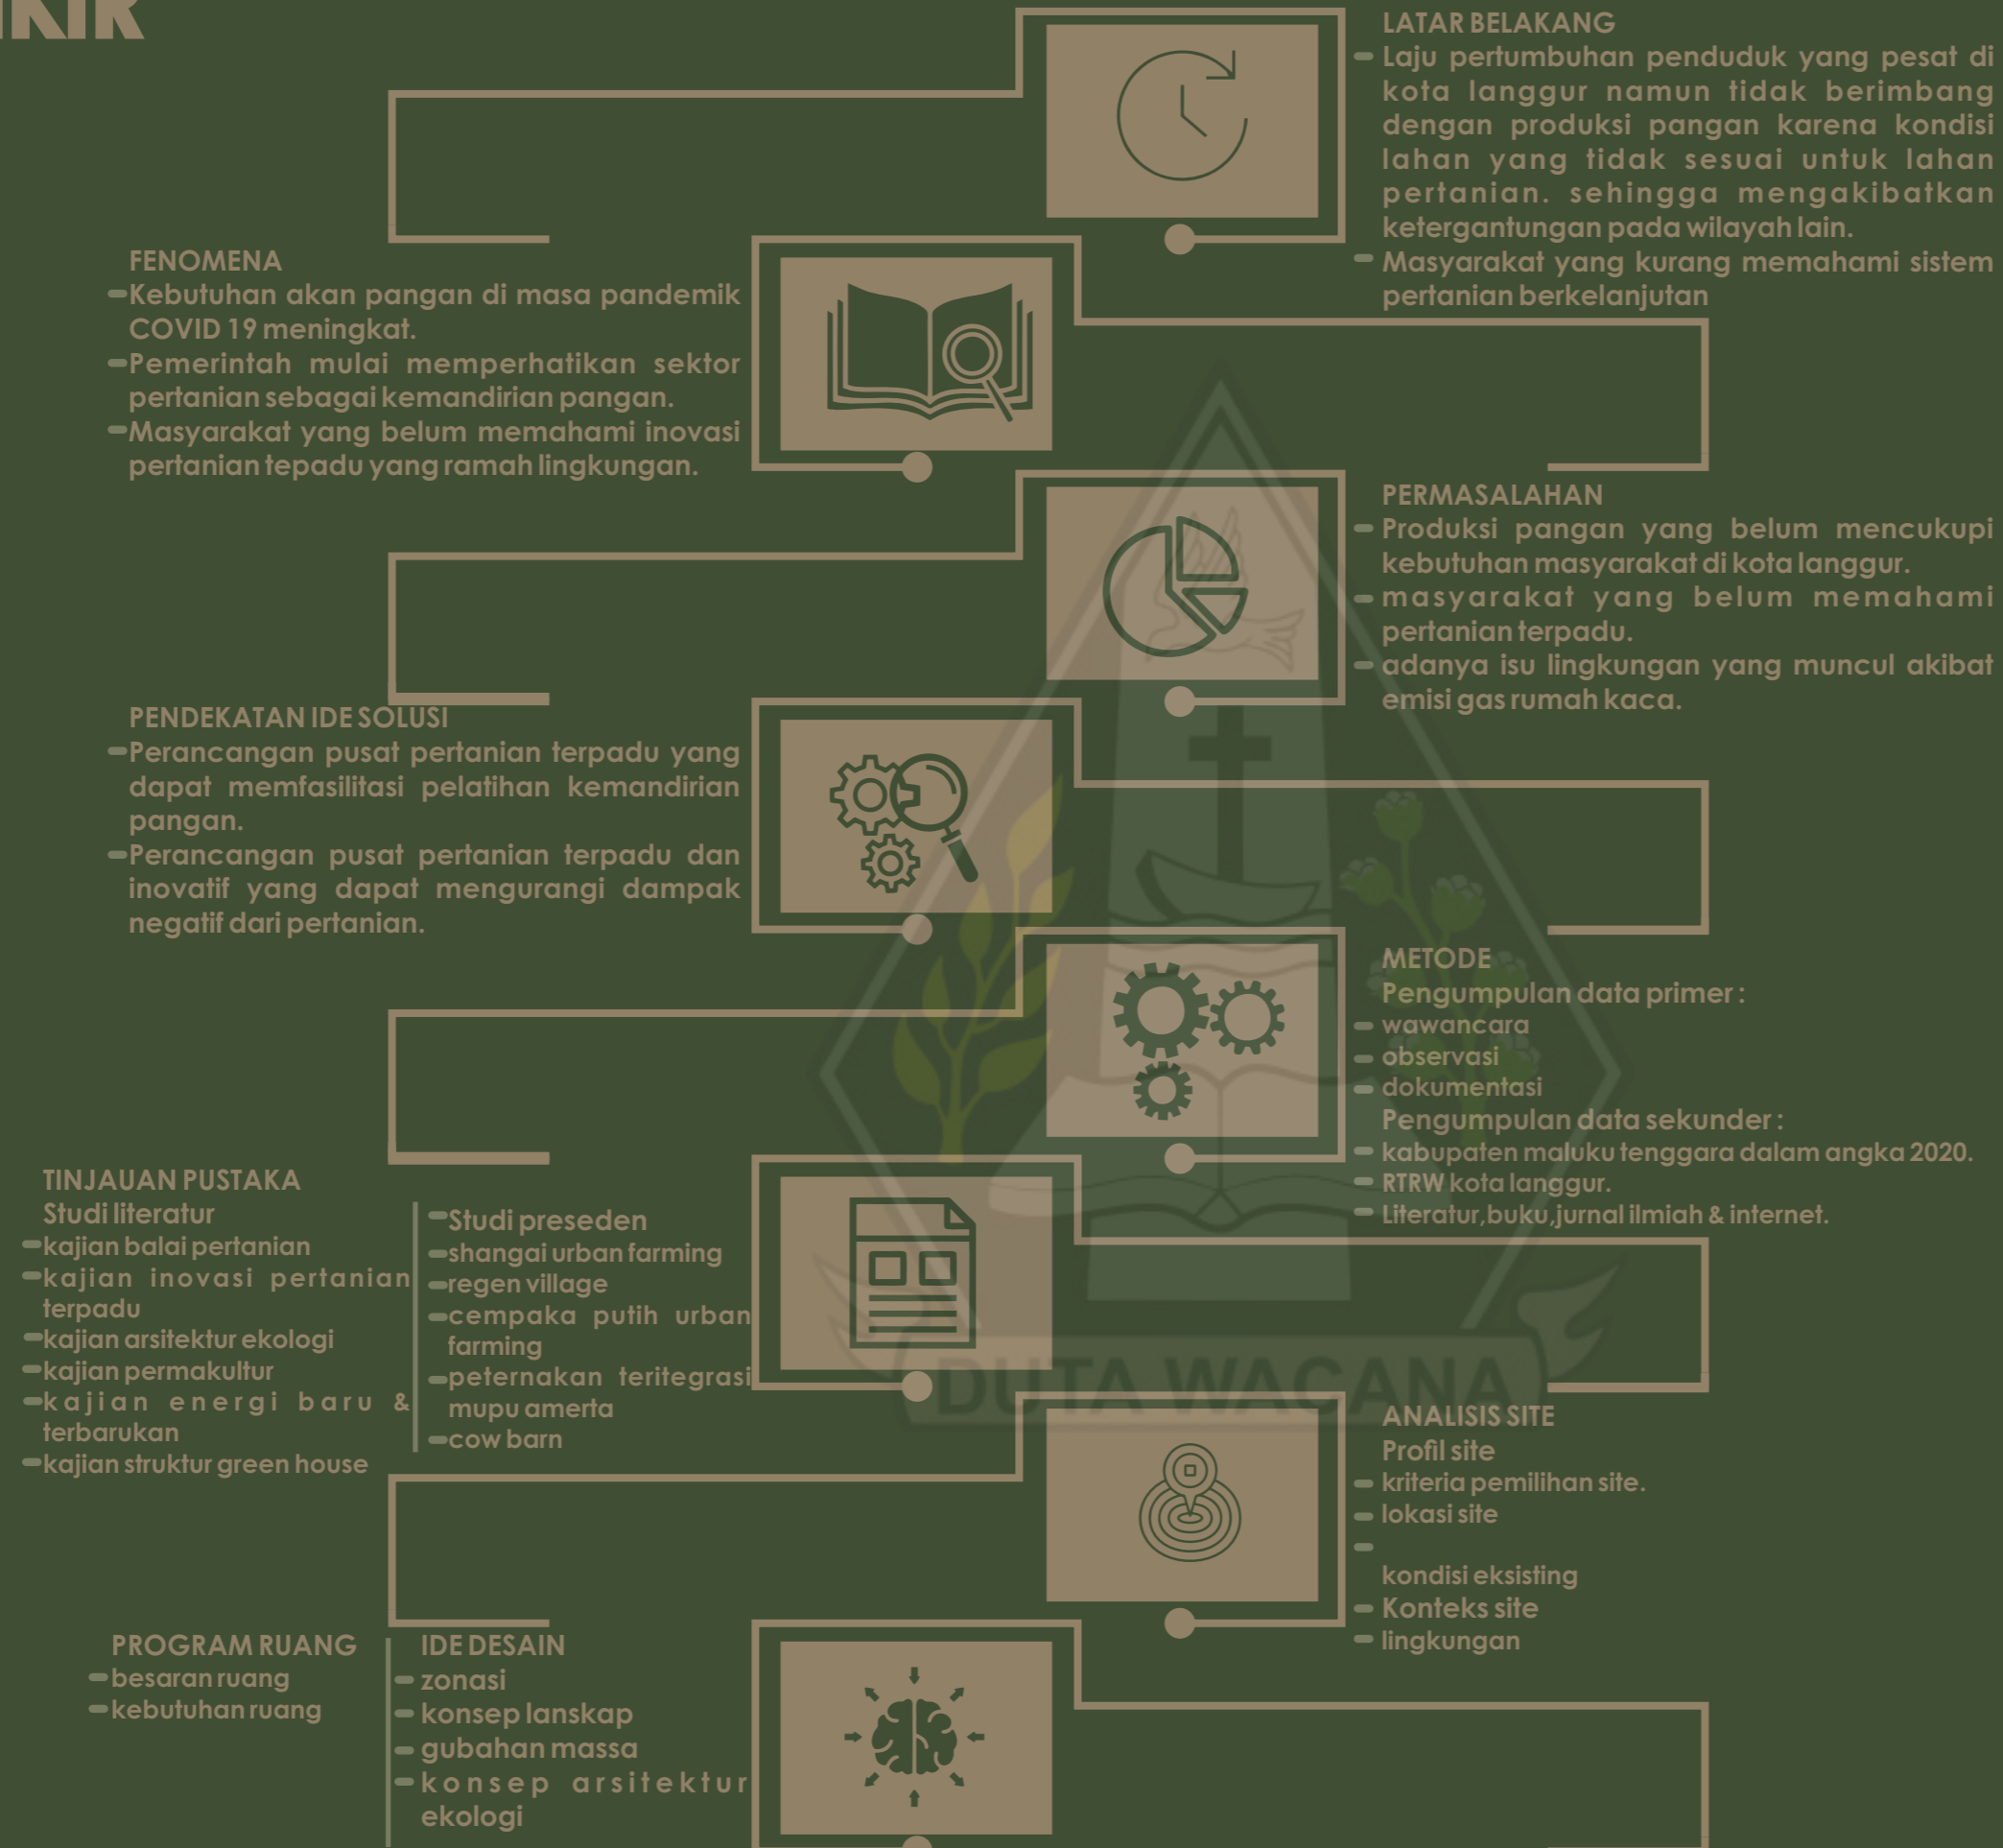 LATAR BELAKANG
Laju pertumbuhan penduduk yang pesat di
kota langgur namun tidak berimbang
dengan produksi pangan karena kondisi
lahan yang tidak sesuai untuk lahan
pertanian. sehingga mengakibatkan
ketergantungan pada wilayah lain.
Masyarakat yang kurang memahami sistem
pertanian berkelanjutan
FENOMENA
Kebutuhan akan pangan di masa pandemik
COVID 19 meningkat.
Pemerintah mulai memperhatikan sektor
pertanian sebagai kemandirian pangan.
Masyarakat yang belum memahami inovasi
pertanian tepadu yang ramah lingkungan.
PERMASALAHAN
Produksi pangan yang belum mencukupi
kebutuhan masyarakat di kota langgur.
masyarakat yang belum memahami
pertanian terpadu.
adanya isu lingkungan yang muncul akibat
emisi gas rumah kaca.
PENDEKATAN IDE SOLUSI
Perancangan pusat pertanian terpadu yang
dapat memfasilitasi pelatihan kemandirian
pangan.
Perancangan pusat pertanian terpadu dan
inovatif yang dapat mengurangi dampak
negatif dari pertanian.
METODE
Pengumpulan data primer :
wawancara
observasi
dokumentasi
Pengumpulan data sekunder :
kabupaten maluku tenggara dalam angka 2020.
RTRW kota langgur.
Literatur,buku,jurnal ilmiah & internet.
TINJAUAN PUSTAKA
Studi literatur
kajian balai pertanian
kajian inovasi pertanian
terpadu
kajian arsitektur ekologi
kajian permakultur
kajian energi baru &
terbarukan
kajian struktur green house
Studi preseden
shangai urban farming
regen village
cempaka putih urban
farming
peternakan teritegrasi
mupu amerta
cow barn
DUTA WACANA
ANALISIS SITE
Profil site
kriteria pemilihan site.
lokasi site
kondisi eksisting
Konteks site
lingkungan
PROGRAM RUANG
besaran ruang
kebutuhan ruang
IDE DESAIN
zonasi
konsep lanskap
gubahan massa
konsep arsitektur
ekologi